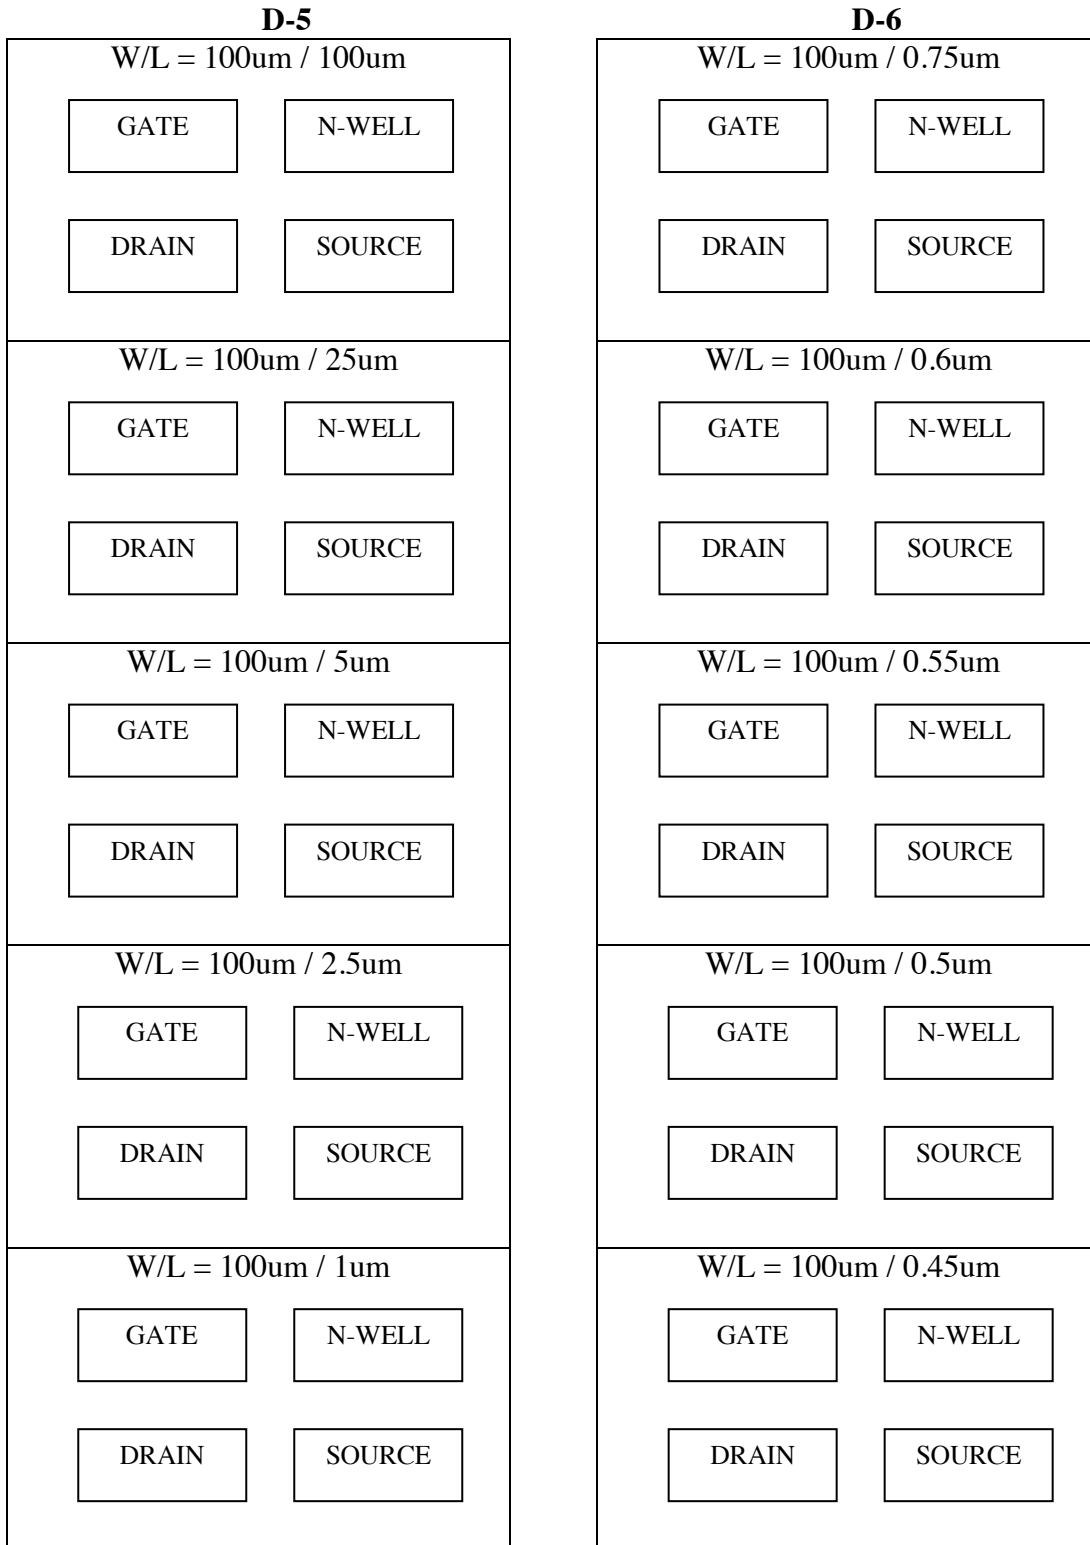 D-5
W/L = 100um / 100um
GATE N-WELL
DRAIN SOURCE
W/L = 100um / 25um
GATE N-WELL
DRAIN SOURCE
W/L = 100um / 5um
GATE N-WELL
DRAIN SOURCE
W/L = 100um / 2.5um
GATE N-WELL
DRAIN SOURCE
W/L = 100um / 1um
GATE N-WELL
DRAIN SOURCE
D-6
W/L = 100um / 0.75um
GATE N-WELL
DRAIN SOURCE
W/L = 100um / 0.6um
GATE N-WELL
DRAIN SOURCE
W/L = 100um / 0.55um
GATE N-WELL
DRAIN SOURCE
W/L = 100um / 0.5um
GATE N-WELL
DRAIN SOURCE
W/L = 100um / 0.45um
GATE N-WELL
DRAIN SOURCE